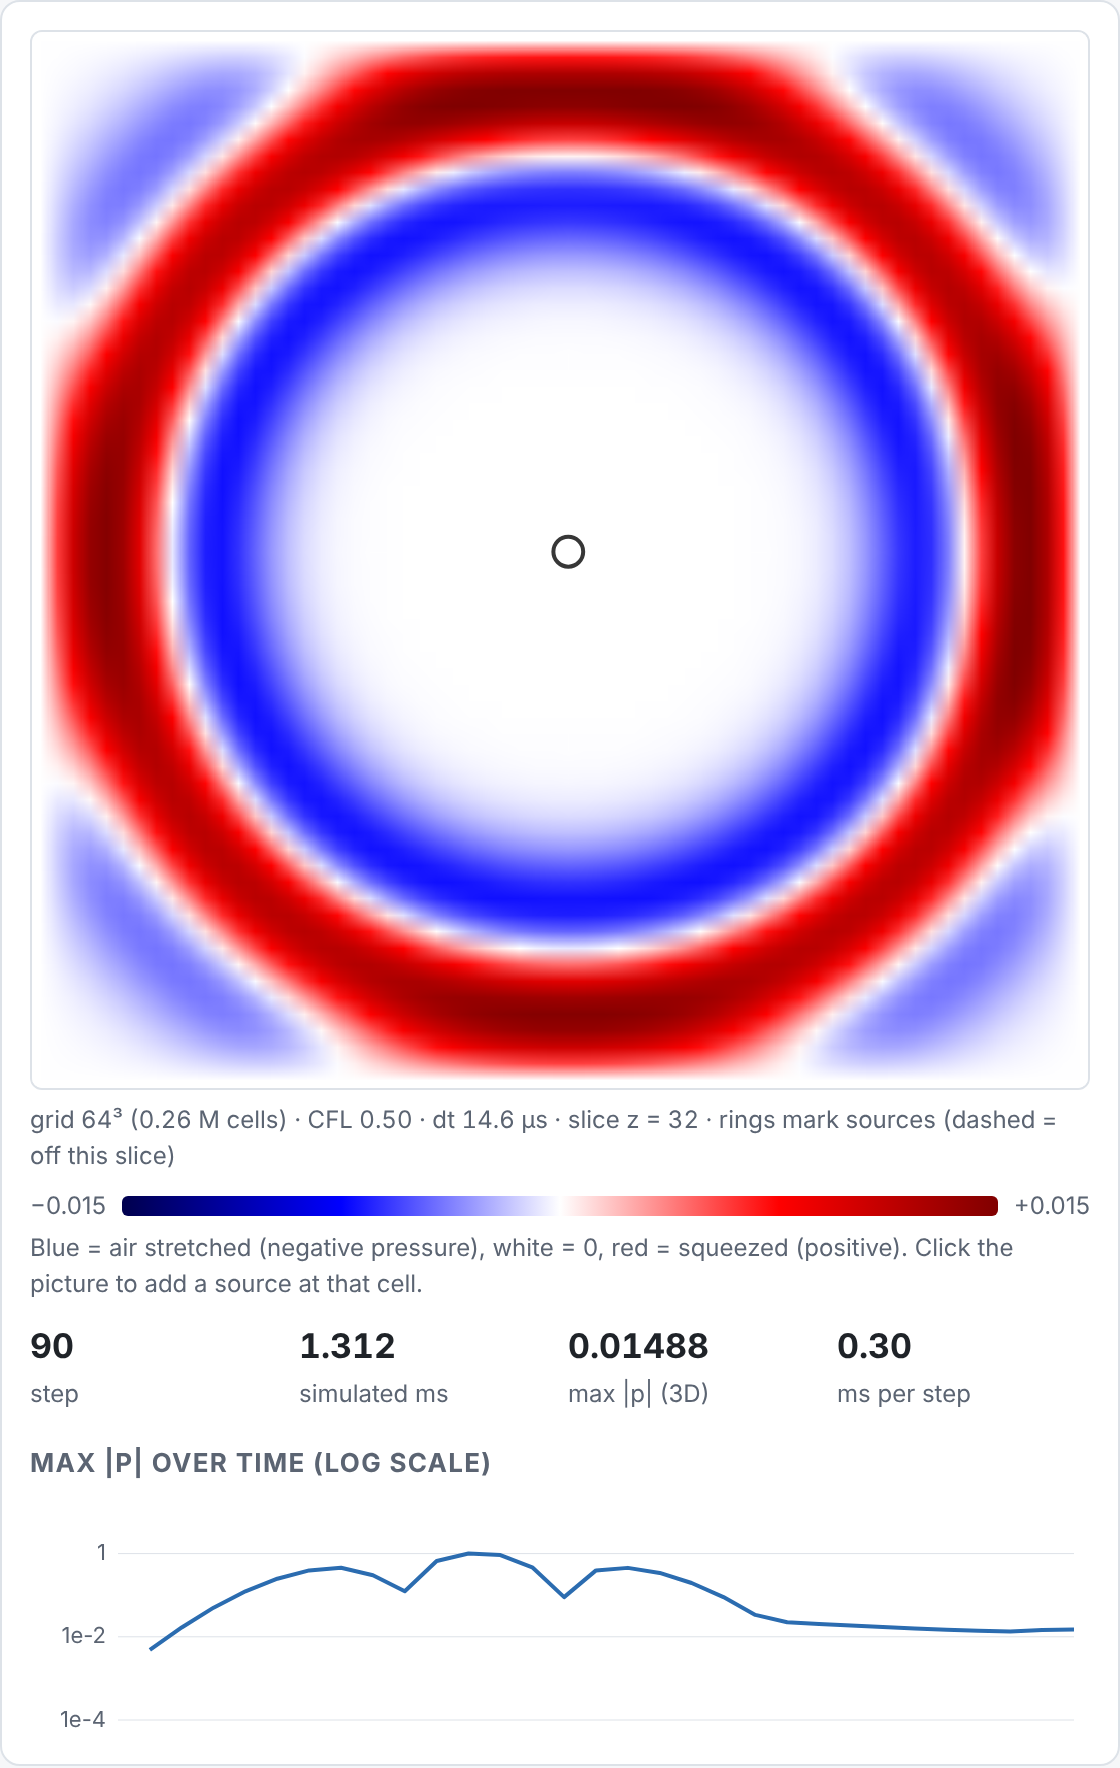 grid 64³ (0.26 M cells) · CFL 0.50 · dt 14.6 µs · slice z = 32 · rings mark sources (dashed =
off this slice)
−0.015 +0.015
Blue = air stretched (negative pressure), white = 0, red = squeezed (positive). Click the
picture to add a source at that cell.
90 1.312 0.01488 0.30
step simulated ms max |p| (3D) ms per step
MAX |P| OVER TIME (LOG SCALE)
1
1e-2
1e-4